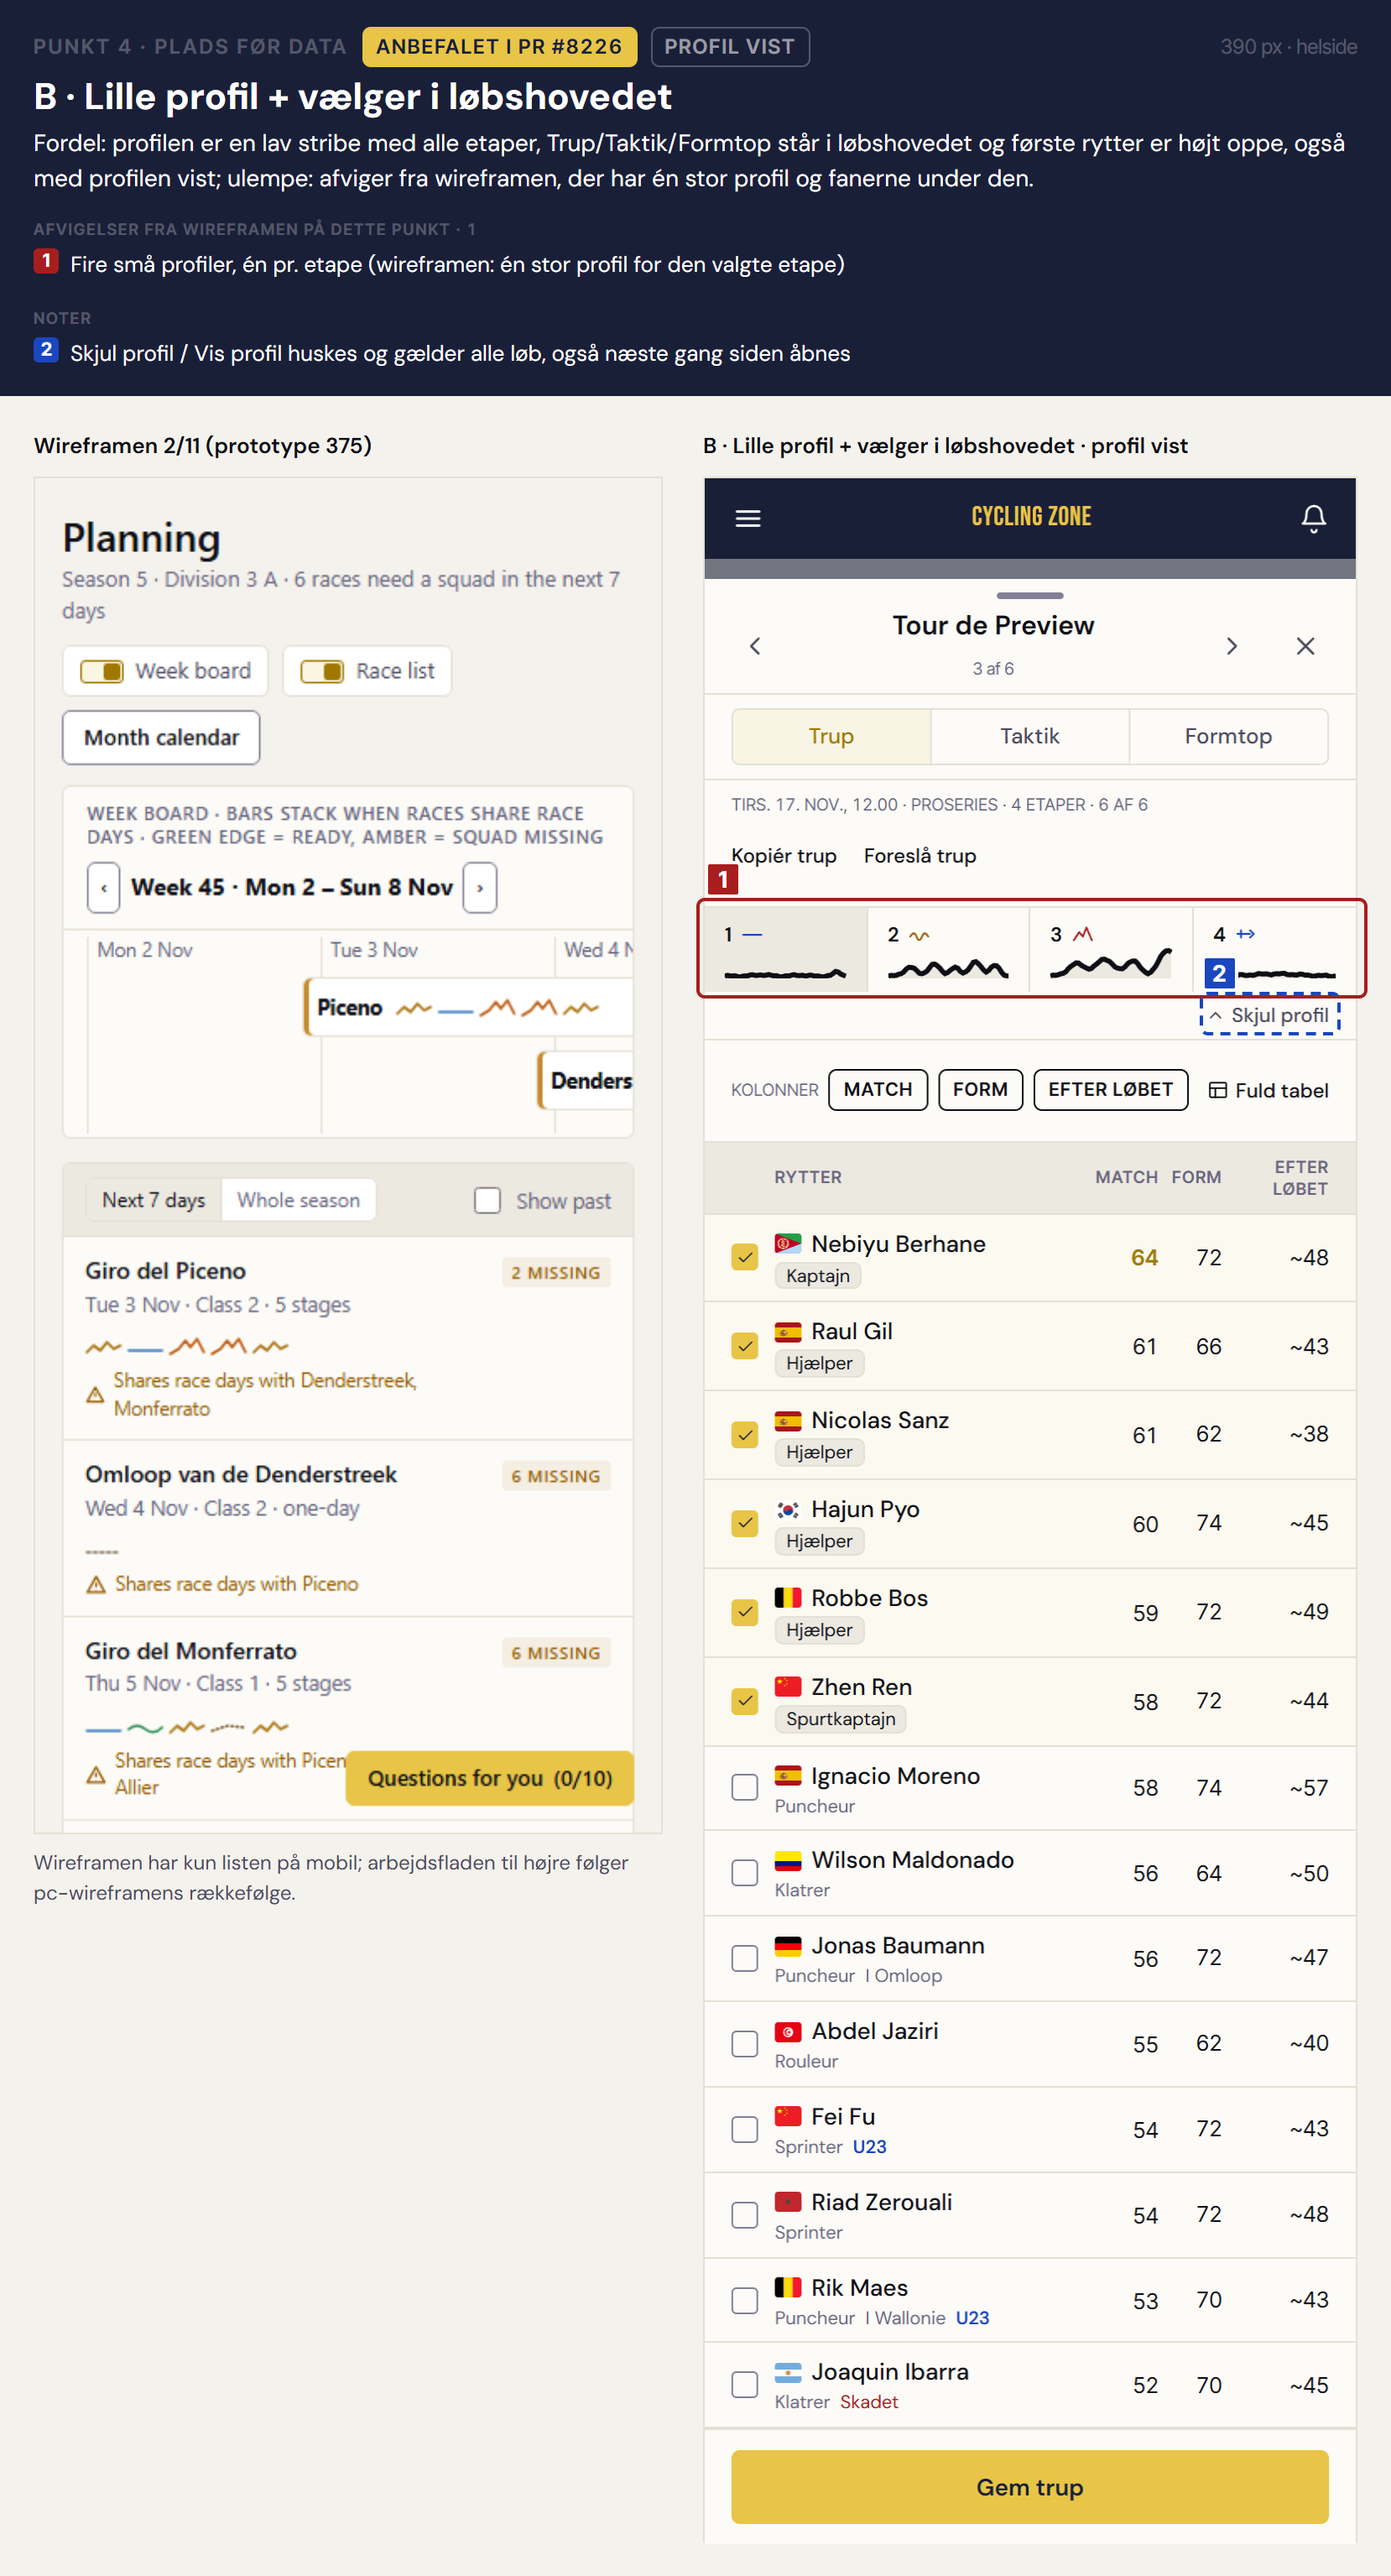 PUNKT 4 · PLADS FØR DATA ANBEFALET I PR #8226 PROFIL VIST 390 px · helside
B · Lille profil + vælger i løbshovedet
Fordel: profilen er en lav stribe med alle etaper, Trup/Taktik/Formtop står i løbshovedet og første rytter er højt oppe, også
med profilen vist; ulempe: afviger fra wireframen, der har én stor profil og fanerne under den.
AFVIGELSER FRA WIREFRAMEN PÅ DETTE PUNKT · 1
1 Fire små profiler, én pr. etape (wireframen: én stor profil for den valgte etape)
NOTER
2 Skjul profil / Vis profil huskes og gælder alle løb, også næste gang siden åbnes
Wireframen 2/11 (prototype 375)
Planning
Season 5 · Division 3 A · 6 races need a squad in the next 7
days
Week board Race list
Month calendar
WEEK BOARD · BARS STACK WHEN RACES SHARE RACE
DAYS · GREEN EDGE = READY, AMBER = SQUAD MISSING
‹ Week 45 · Mon 2 – Sun 8 Nov ›
Mon 2 Nov Tue 3 Nov Wed 4 N
Piceno
Denders
Next 7 days Whole season Show past
Giro del Piceno 2 MISSING
Tue 3 Nov · Class 2 · 5 stages
Shares race days with Denderstreek,
Monferrato
Omloop van de Denderstreek 6 MISSING
Wed 4 Nov · Class 2 · one-day
Shares race days with Piceno
Giro del Monferrato 6 MISSING
Thu 5 Nov · Class 1 · 5 stages
Shares race days with Picen
Allier
Questions for you (0/10)
Wireframen har kun listen på mobil; arbejdsfladen til højre følger
pc-wireframens rækkefølge.
B · Lille profil + vælger i løbshovedet · profil vist
CYCLING ZONE
Tour de Preview
3 af 6
Trup Taktik Formtop
TIRS. 17. NOV., 12.00 · PROSERIES · 4 ETAPER · 6 AF 6
Kopiér trup Foreslå trup
1
1 2 3 4
2
Skjul profil
KOLONNER MATCH FORM EFTER LØBET Fuld tabel
RYTTER MATCH FORM EFTER
LØBET
Nebiyu Berhane 64 72 ~48
Kaptajn
Raul Gil 61 66 ~43
Hjælper
Nicolas Sanz 61 62 ~38
Hjælper
Hajun Pyo 60 74 ~45
Hjælper
Robbe Bos 59 72 ~49
Hjælper
Zhen Ren 58 72 ~44
Spurtkaptajn
Ignacio Moreno 58 74 ~57
Puncheur
Wilson Maldonado 56 64 ~50
Klatrer
Jonas Baumann 56 72 ~47
Puncheur I Omloop
Abdel Jaziri 55 62 ~40
Rouleur
Fei Fu 54 72 ~43
Sprinter U23
Riad Zerouali 54 72 ~48
Sprinter
Rik Maes 53 70 ~43
Puncheur I Wallonie U23
Joaquin Ibarra 52 70 ~45
Klatrer Skadet
Gem trup